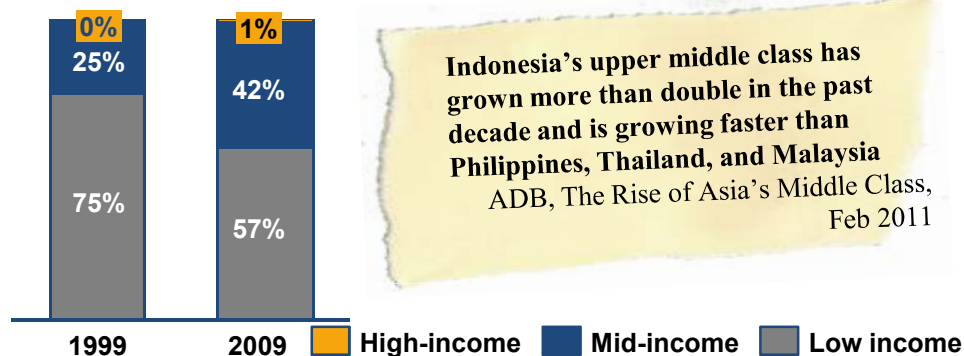 0%
25%
75%
1%
42%
57%
1999
2009
Indonesia's upper middle class has
grown more than double in the past
decade and is growing faster than
Philippines, Thailand, and Malaysia
ADB, The Rise of Asia's Middle Class,
Feb 2011
High-income
Mid-income
Low income